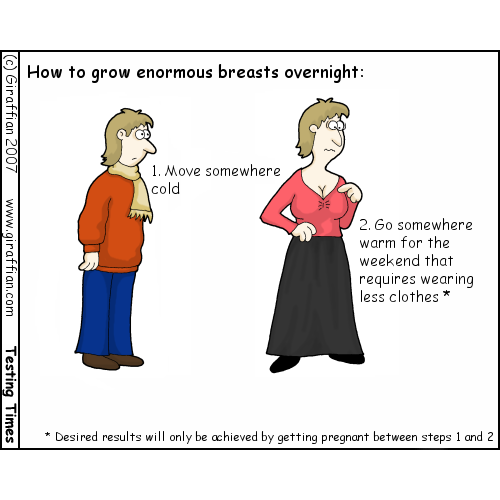 How to grow enormous breasts overnight:
1. Move somewhere
cold
2. Go somewhere
warm for the
weekend that
requires wearing
less clothes *
* Desired results will only be achieved by getting pregnant between steps 1 and 2
(c) Giraffian 2007 www.giraffian.com Testing Times